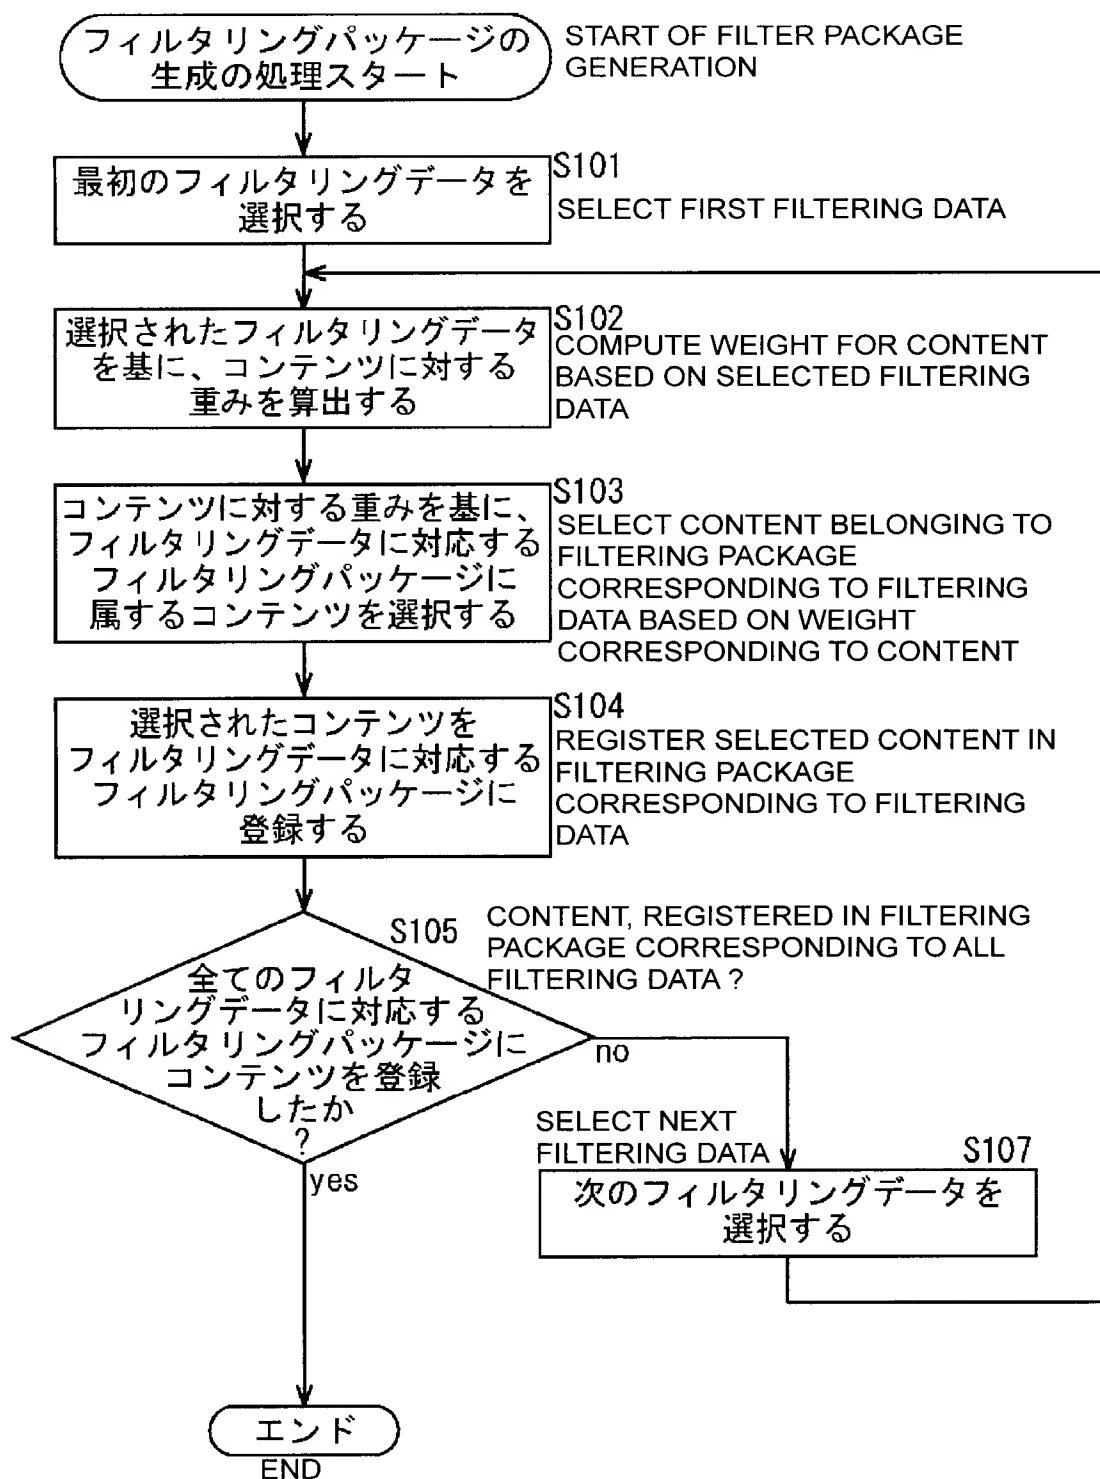 フィルタリングパッケージの
生成の処理スタート
START OF FILTER PACKAGE
GENERATION
S101
最初のフィルタリングデータを
選択する
SELECT FIRST FILTERING DATA
S102
選択されたフィルタリングデータ
を基に、コンテンツに対する
重みを算出する
COMPUTE WEIGHT FOR CONTENT
BASED ON SELECTED FILTERING
DATA
S103
コンテンツに対する重みを基に、
フィルタリングデータに対応する
フィルタリングパッケージに
属するコンテンツを選択する
SELECT CONTENT BELONGING TO
FILTERING PACKAGE
CORRESPONDING TO FILTERING
DATA BASED ON WEIGHT
CORRESPONDING TO CONTENT
S104
選択されたコンテンツを
フィルタリングデータに対応する
フィルタリングパッケージに
登録する
REGISTER SELECTED CONTENT IN
FILTERING PACKAGE
CORRESPONDING TO FILTERING
DATA
S105
全てのフィルタ
リングデータに対応する
フィルタリングパッケージに
コンテンツを登録
したか
?
CONTENT, REGISTERED IN FILTERING
PACKAGE CORRESPONDING TO ALL
FILTERING DATA ?
no
yes
SELECT NEXT
FILTERING DATA
S107
次のフィルタリングデータを
選択する
エンド
END